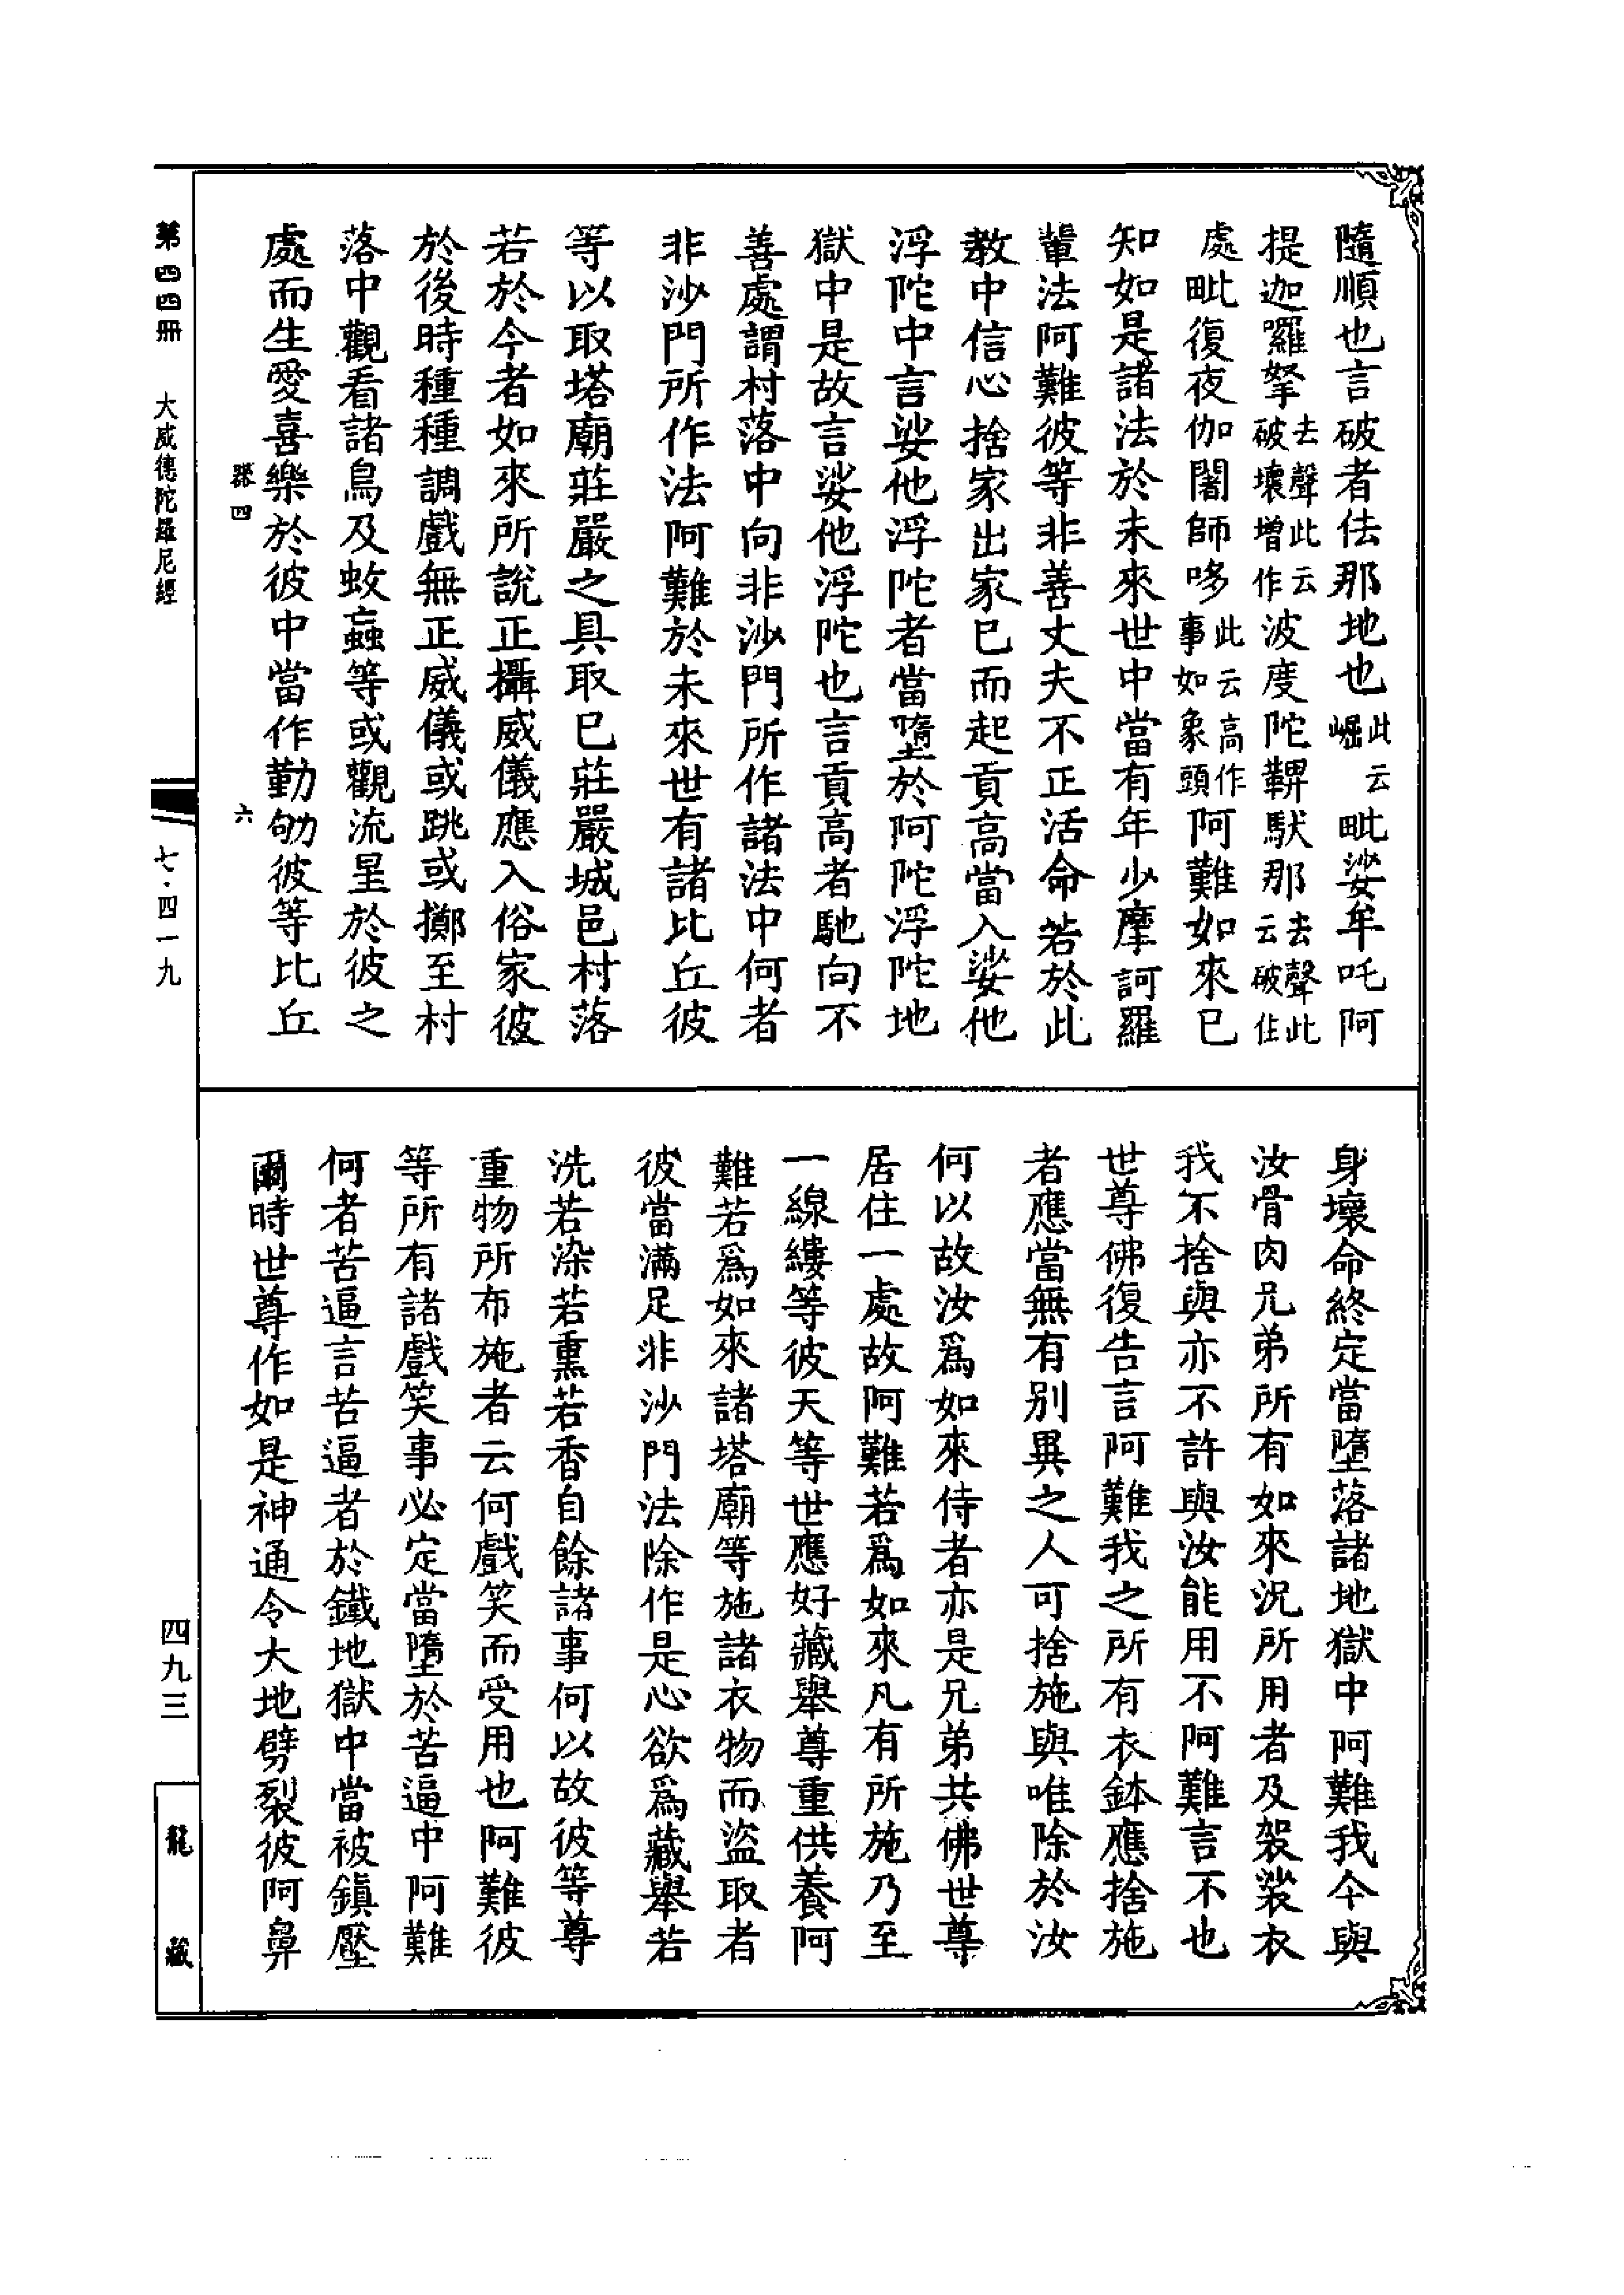 隨順也言破者佉那地也此云崛毗娑牟吒阿
提迦囉拏去聲此云破壞增作波度陀鞞馱那去聲此云破住
處毗復夜伽闍師哆此云高作事如象頭阿難如來已
知如是諸法於未來世中當有年少摩訶羅
輩法阿難彼等非善丈夫不正活命若於此
教中信心捨家出家已而起貢高當入娑他
浮陀中言娑他浮陀者當墮於阿陀浮陀地
獄中是故言娑他浮陀也言貢高者馳向不
善處謂村落中向非沙門所作諸法中何者
非沙門所作法阿難於未來世有諸比丘彼
等以取塔廟莊嚴之具取已莊嚴城邑村落
若於今者如來所說正攝威儀應入俗家彼
於後時種種調戲無正威儀或跳或擲至村
落中觀看諸鳥及蚊蝱等或觀流星於彼之
處而生愛喜樂於彼中當作勤劬彼等比丘
身壞命終定當墮落諸地獄中阿難我今與
汝骨肉兄弟所有如來況所用者及袈裟衣
我不捨與亦不許與汝能用不阿難言不也
世尊佛復告言阿難我之所有衣鉢應捨施
者應當無有別異之人可捨施與唯除於汝
何以故汝爲如來侍者亦是兄弟共佛世尊
居住一處故阿難若爲如來凡有所施乃至
一線縷等彼天等世應好藏舉尊重供養阿
難若爲如來諸塔廟等施諸衣物而盜取者
彼當滿足非沙門法除作是心欲爲藏舉若
洗若染若熏若香自餘諸事何以故彼等尊
重物所布施者云何戲笑而受用也阿難彼
等所有諸戲笑事必定當墮於苦逼中阿難
何者苦逼言苦逼者於鐵地獄中當被鎮壓
爾時世尊作如是神通令大地劈裂彼阿鼻
第四四冊
大威德陀羅尼經
四
六
七·四一九
四九三
龍藏